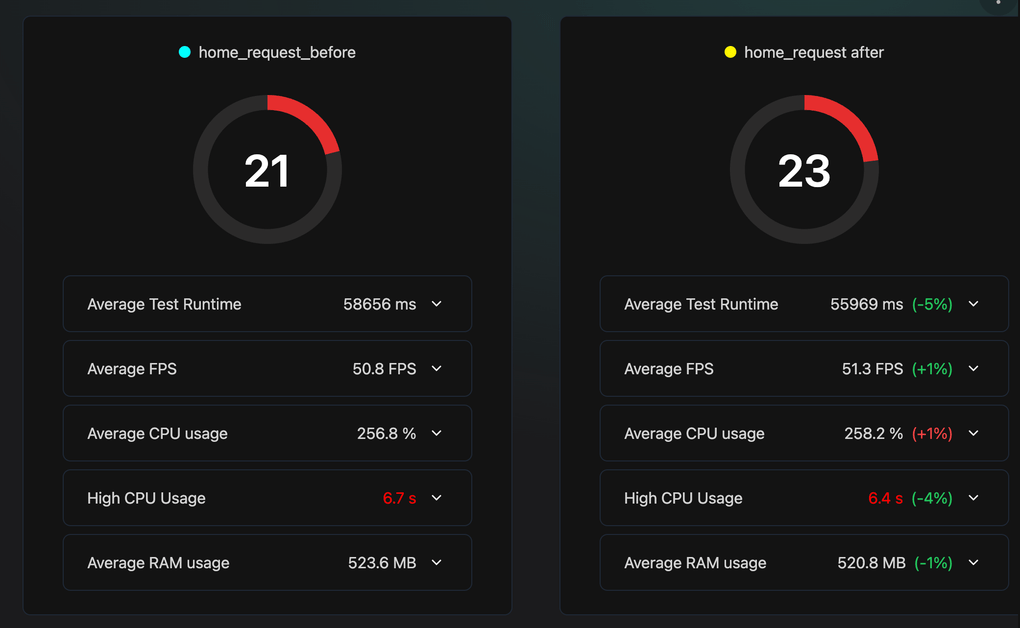 home_request_before
21
Average Test Runtime 58656 ms
Average FPS 50.8 FPS
Average CPU usage 256.8 %
High CPU Usage 6.7 s
Average RAM usage 523.6 MB
home_request after
23
Average Test Runtime 55969 ms (-5%)
Average FPS 51.3 FPS (+1%)
Average CPU usage 258.2 % (+1%)
High CPU Usage 6.4 s (-4%)
Average RAM usage 520.8 MB (-1%)